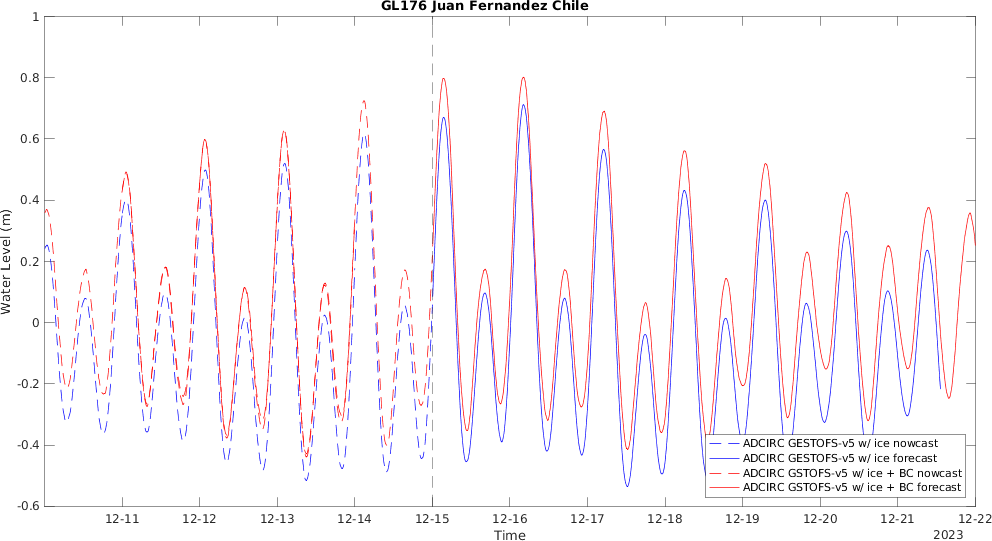 GL176 Juan Fernandez Chile
1
0.8
0.6
0.4
0.2
0
-0.2
-0.4
-0.6
Water Level (m)
ADCIRC GESTOFS-v5 w/ ice nowcast
ADCIRC GESTOFS-v5 w/ ice forecast
ADCIRC GSTOFS-v5 w/ ice + BC nowcast
ADCIRC GSTOFS-v5 w/ ice + BC forecast
12-11 12-12 12-13 12-14 12-15 12-16 12-17 12-18 12-19 12-20 12-21 12-22
Time
2023